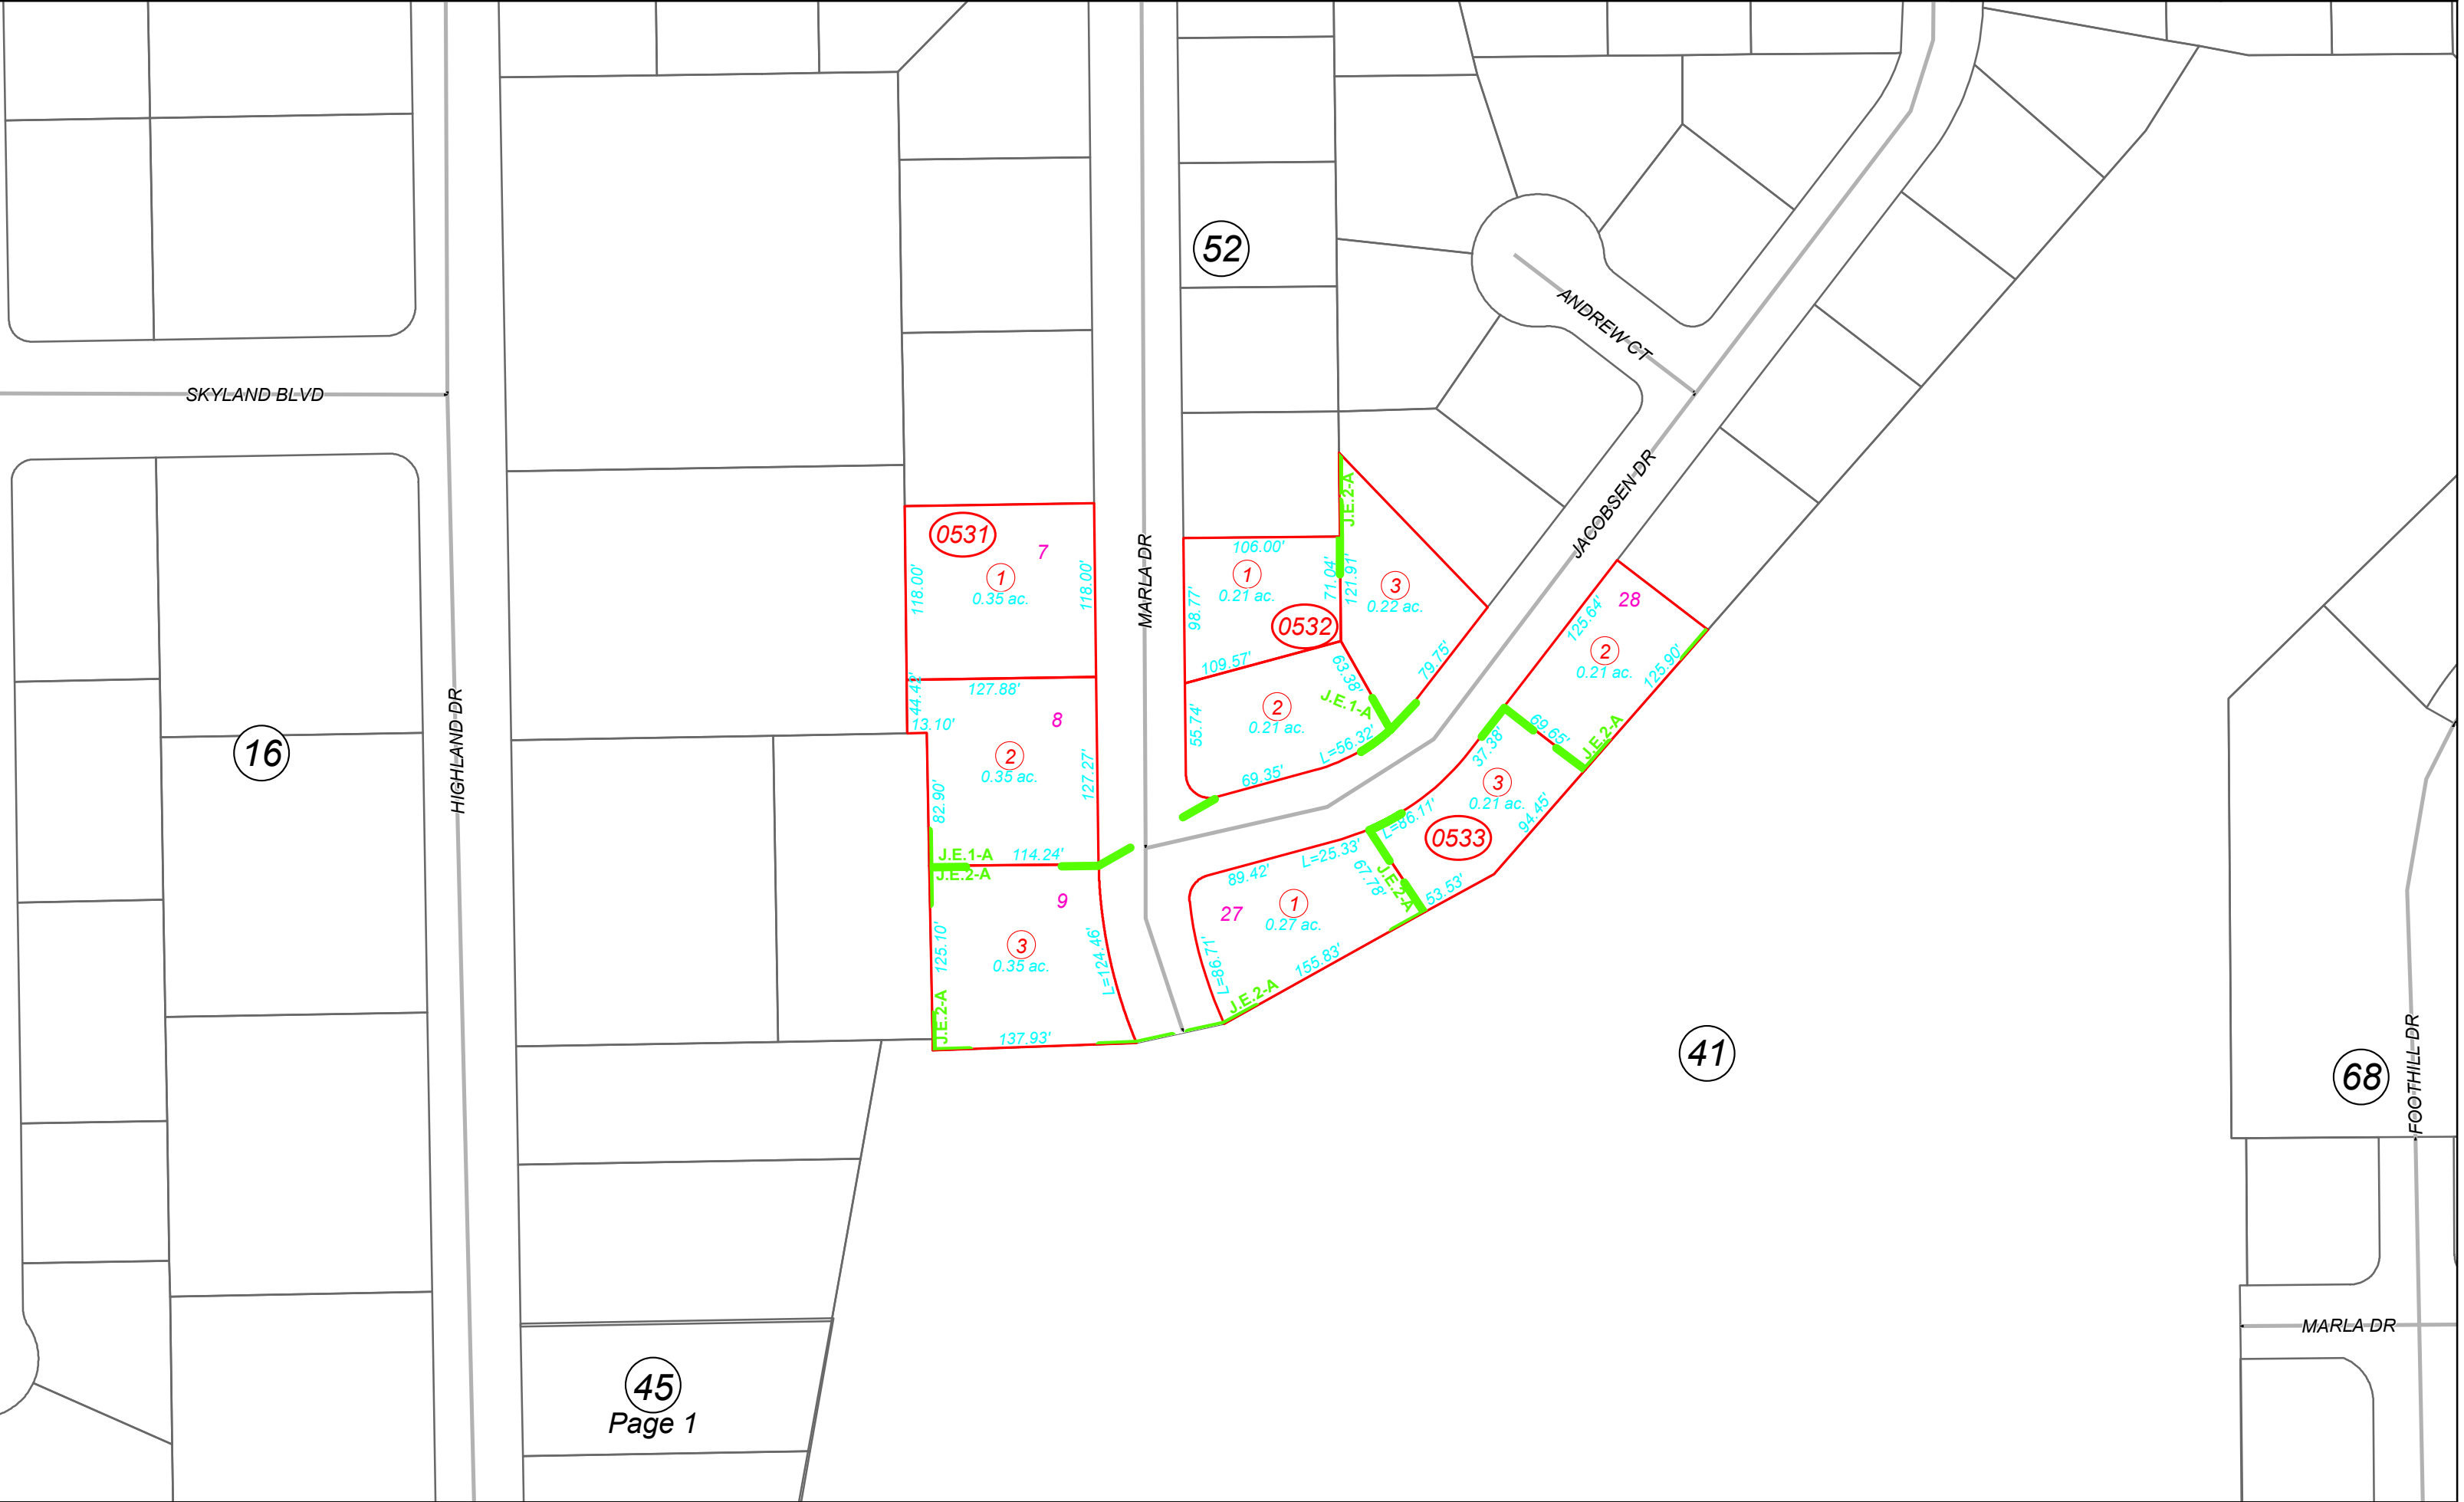 52
ANDREW CT
SKYLAND BLVD
JACOBSEN DR
MARLA DR
HIGHLAND DR
16
0531
7
1
0.35 ac.
118.00'
118.00'
127.88'
44.42'
13.10'
8
2
0.35 ac.
82.90'
127.27'
J.E.1-A
114.24'
J.E.2-A
9
3
0.35 ac.
125.10'
L=124.46'
J.E.2-A
137.93'
106.00'
1
0.21 ac.
98.77'
71.04'
0532
109.57'
J.E.2-A
121.91'
3
0.22 ac.
63.38'
79.75'
J.E.1-A
2
0.21 ac.
55.74'
L=56.32'
69.35'
28
125.64'
2
0.21 ac.
125.90'
69.65'
J.E.2-A
37.38'
3
0.21 ac.
L=86.11'
94.45'
0533
53.53'
L=25.33'
67.78'
J.E.2-A
89.42'
27
1
0.27 ac.
L=86.71'
155.83'
J.E.2-A
41
68
FOOTHILL DR
MARLA DR
45
Page 1